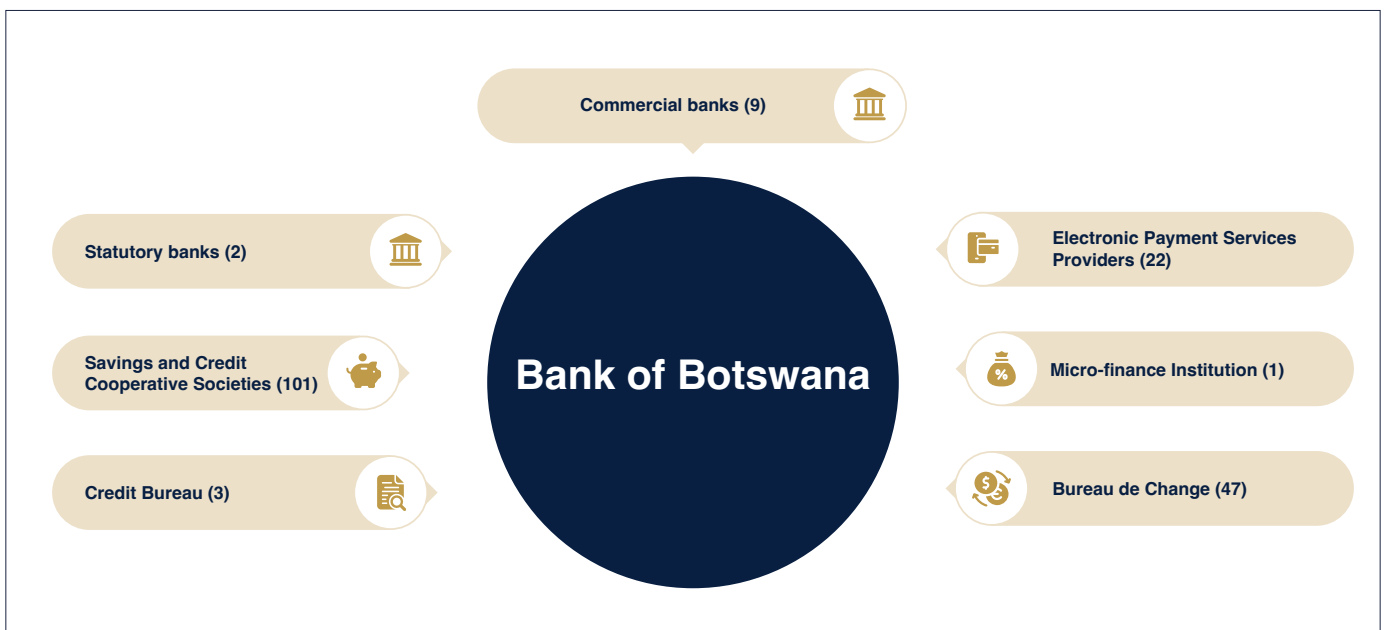 Commercial banks (9)
Statutory banks (2)
Savings and Credit
Cooperative Societies (101)
Credit Bureau (3)
Bank of Botswana
Electronic Payment Services
Providers (22)
Micro-finance Institution (1)
%
Bureau de Change (47)
$
€